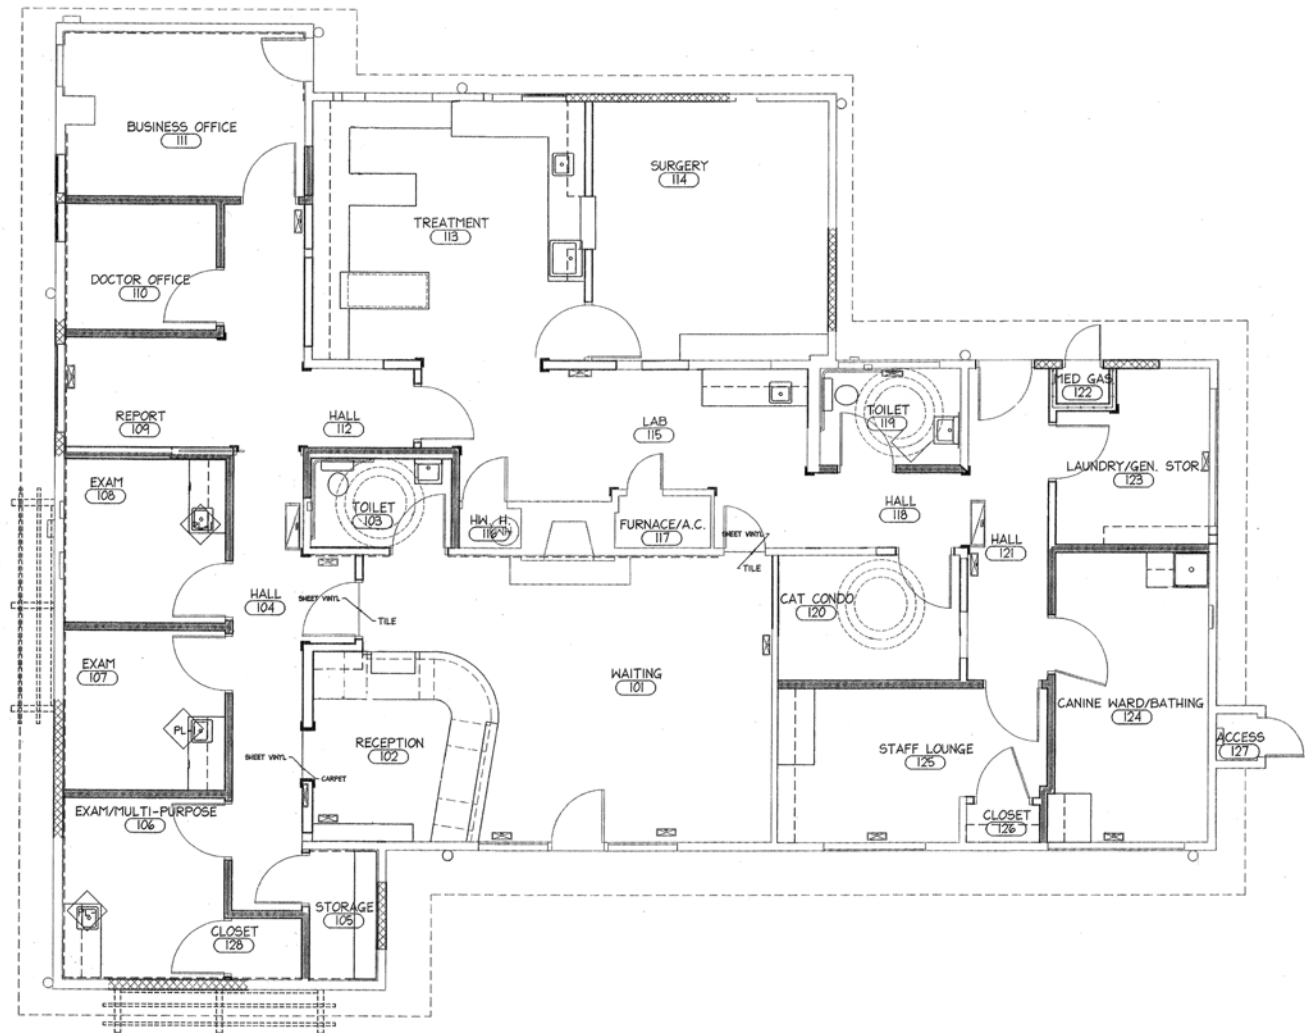 BUSINESS OFFICE
111
SURGERY
114
TREATMENT
113
DOCTOR OFFICE
110
MED GAS
122
REPORT
109
HALL
112
LAB
115
TOILET
119
LAUNDRY/GEN. STOR.
123
EXAM
108
TOILET
103
HW. H.
WH
116
FURNACE/A.C.
117
SHEET VINYL
TILE
HALL
118
HALL
121
HALL
104
SHEET VINYL
TILE
CAT CONDO
120
EXAM
107
WAITING
101
CANINE WARD/BATHING
124
PL
RECEPTION
102
STAFF LOUNGE
125
ACCESS
127
SHEET VINYL
CARPET
EXAM/MULTI-PURPOSE
106
CLOSET
126
STORAGE
105
CLOSET
128